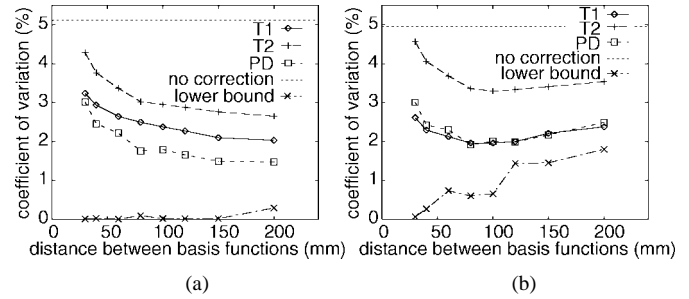 coefficient of variation (%)
5
4
3
2
1
0
0
50
100
150
200
distance between basis functions (mm)
T1
T2
PD
no correction
lower bound
(a)
coefficient of variation (%)
5
4
3
2
1
0
0
50
100
150
200
distance between basis functions (mm)
T1
T2
PD
no correction
lower bound
(b)